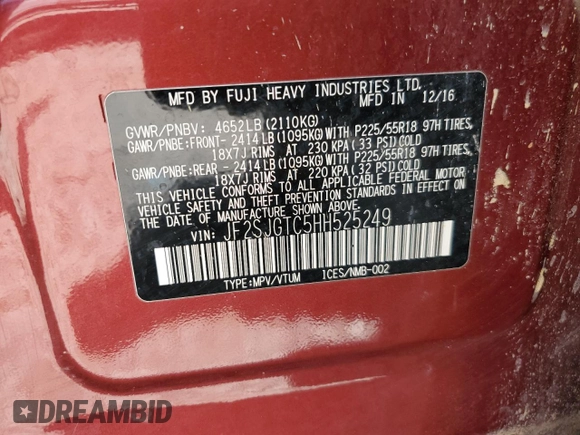 MFD BY FUJI HEAVY INDUSTRIES LTD.
MFD IN 12/16
GVWR/PNBV: 4652LB(2110KG)
GAWR/PNBE:FRONT- 2414LB(1095KG)WITH P225/55R18 97H TIRES,
18X7J RIMS AT 230 KPA (33 PSI)COLD
GAWR/PNBE:REAR - 2414LB(1095KG)WITH P225/55R18 97H TIRES,
18X7J RIMS AT 220 KPA (32 PSI)COLD
THIS VEHICLE CONFORMS TO ALL APPLICABLE FEDERAL MOTOR
VEHICLE SAFETY AND THEFT PREVENTION STANDARDS IN EFFECT ON
THE DATE OF MANUFACTURE SHOWN ABOVE.
VIN: JF2SJGTC5HH525249
TYPE:MPV/VTUM ICES/NMB-002
DREAMBID